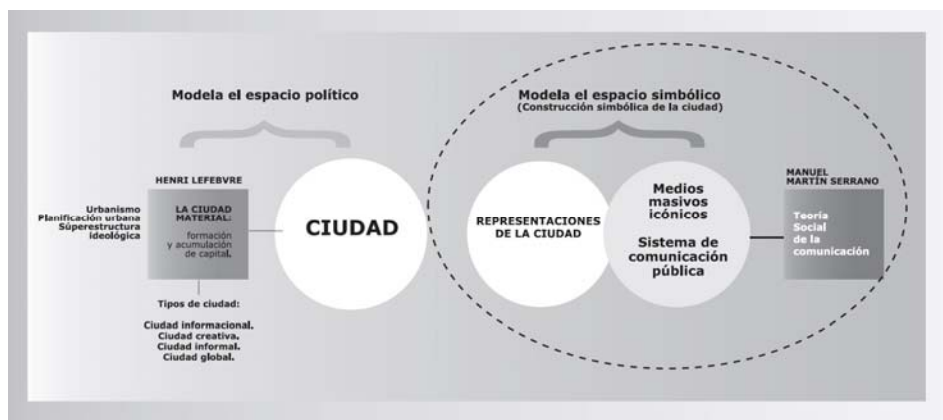 Modela el espacio político
Modela el espacio simbólico
(Construcción simbólica de la ciudad)
HENRI LEFEBVRE
Urbanismo
Planificación urbana
Súperestructura
ideológica
LA CIUDAD
MATERIAL:
formación
y acumulación
de capital.
Tipos de ciudad:
Ciudad informacional.
Ciudad creativa.
Ciudad informal.
Ciudad global.
CIUDAD
REPRESENTACIONES
DE LA CIUDAD
Medios
masivos
icónicos
Sistema de
comunicación
pública
MANUEL
MARTÍN SERRANO
Teoría
Social
de la
comunicación